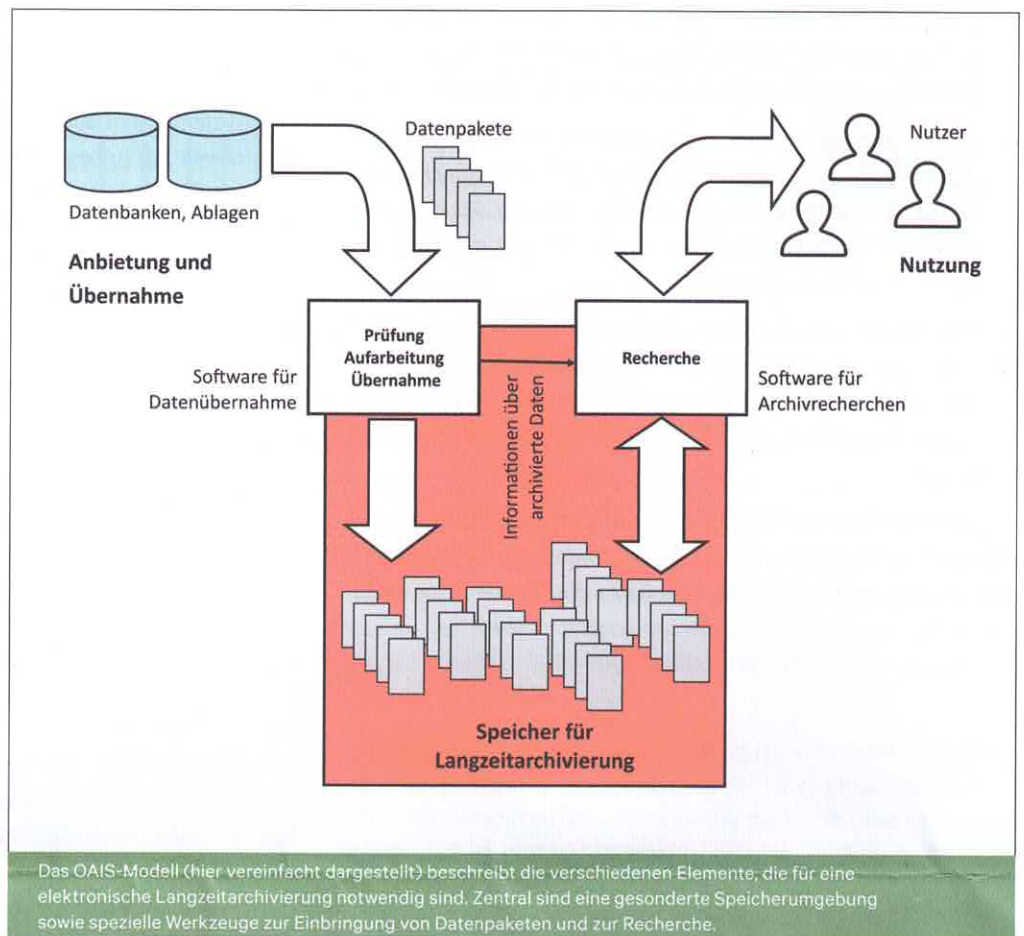 Datenbanken, Ablagen
Anbietung und
Übernahme
Datenpakete
Nutzer
Nutzung
Prüfung
Aufarbeitung
Übernahme
Software für
Datenübernahme
Informationen über
archivierte Daten
Recherche
Software für
Archivrecherchen
Speicher für
Langzeitarchivierung
Das OAIS-Modell (hier vereinfacht dargestellt) beschreibt die verschiedenen Elemente, die für eine
elektronische Langzeitarchivierung notwendig sind. Zentral sind eine gesonderte Speicherumgebung
sowie spezielle Werkzeuge zur Einbringung von Datenpaketen und zur Recherche.